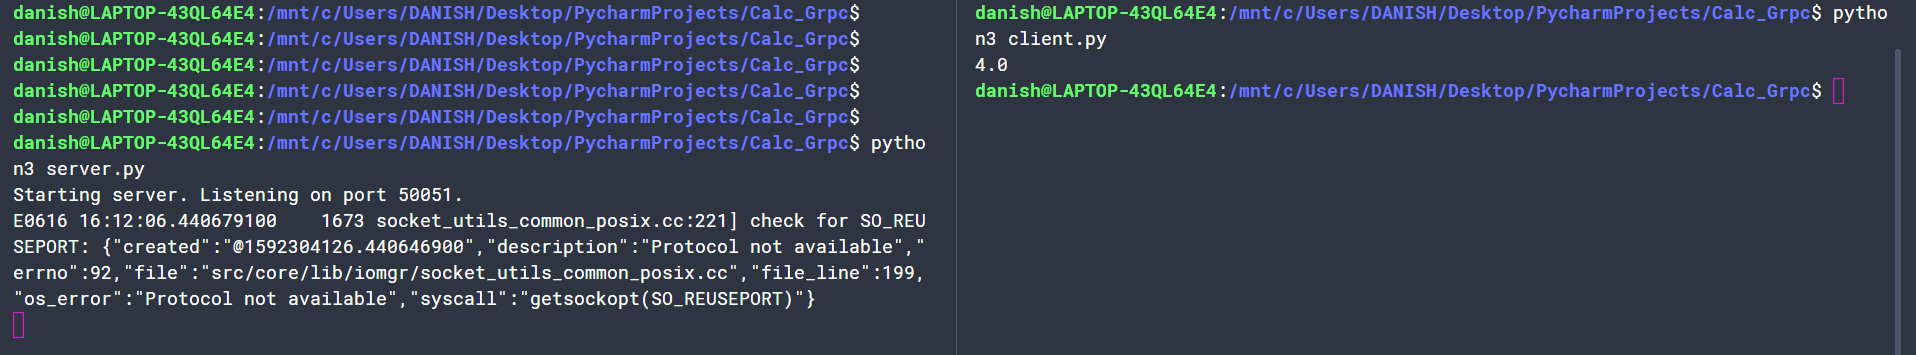 danish@LAPTOP-43QL64E4:/mnt/c/Users/DANISH/Desktop/PycharmProjects/Calc_Grpc$
danish@LAPTOP-43QL64E4:/mnt/c/Users/DANISH/Desktop/PycharmProjects/Calc_Grpc$
danish@LAPTOP-43QL64E4:/mnt/c/Users/DANISH/Desktop/PycharmProjects/Calc_Grpc$
danish@LAPTOP-43QL64E4:/mnt/c/Users/DANISH/Desktop/PycharmProjects/Calc_Grpc$
danish@LAPTOP-43QL64E4:/mnt/c/Users/DANISH/Desktop/PycharmProjects/Calc_Grpc$
danish@LAPTOP-43QL64E4:/mnt/c/Users/DANISH/Desktop/PycharmProjects/Calc_Grpc$ pytho
n3 server.py
Starting server. Listening on port 50051.
E0616 16:12:06.440679100    1673 socket_utils_common_posix.cc:221] check for SO_REU
SEPORT: {"created":"@1592304126.440646900","description":"Protocol not available","
errno":92,"file":"src/core/lib/iomgr/socket_utils_common_posix.cc","file_line":199,
"os_error":"Protocol not available","syscall":"getsockopt(SO_REUSEPORT)"}
danish@LAPTOP-43QL64E4:/mnt/c/Users/DANISH/Desktop/PycharmProjects/Calc_Grpc$ pytho
n3 client.py
4.0
danish@LAPTOP-43QL64E4:/mnt/c/Users/DANISH/Desktop/PycharmProjects/Calc_Grpc$